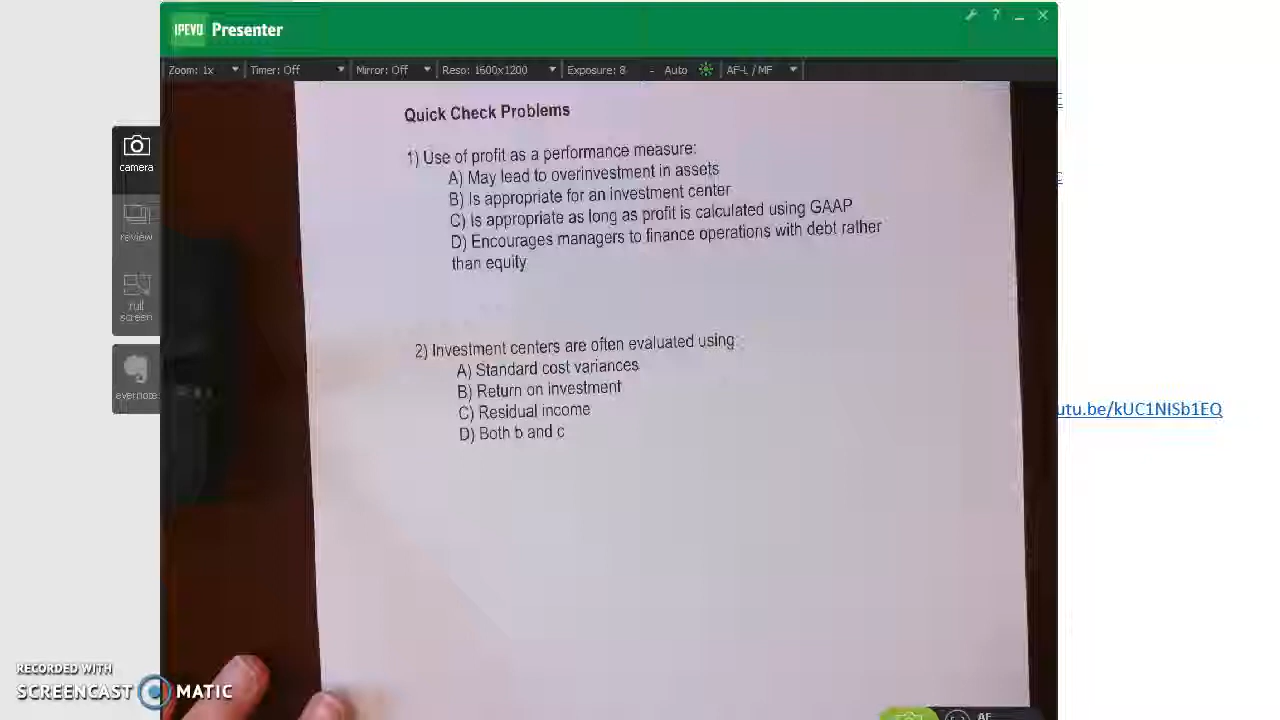 IPEVO Presenter
Zoom: 1x Timer: Off Mirror: Off Reso: 1600x1200 Exposure: 8 - Auto AF-L / MF
camera
review
full
screen
evernote
Quick Check Problems
1) Use of profit as a performance measure:
A) May lead to overinvestment in assets
B) Is appropriate for an investment center
C) Is appropriate as long as profit is calculated using GAAP
D) Encourages managers to finance operations with debt rather
than equity
2) Investment centers are often evaluated using:
A) Standard cost variances
B) Return on investment
C) Residual income
D) Both b and c
utu.be/kUC1NISb1EQ
RECORDED WITH
SCREENCAST MATIC
AF